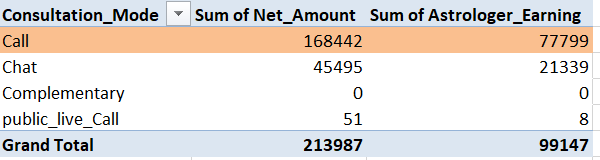 Consultation_Mode Sum of Net_Amount Sum of Astrologer_Earning
Call 168442 77799
Chat 45495 21339
Complementary 0 0
public_live_Call 51 8
Grand Total 213987 99147